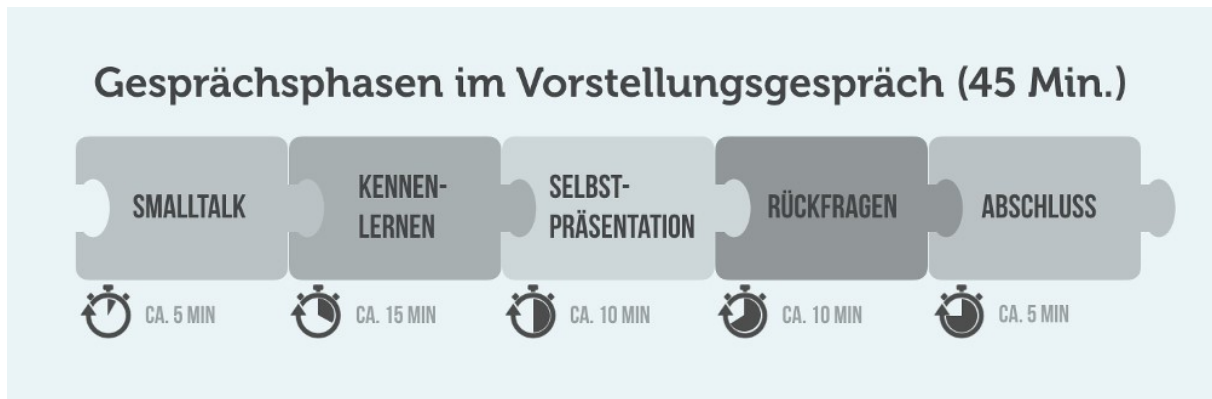 Gesprächsphasen im Vorstellungsgespräch (45 Min.)
SMALLTALK
KENNEN-
LERNEN
SELBST-
PRÄSENTATION
RÜCKFRAGEN
ABSCHLUSS
CA. 5 MIN
CA. 15 MIN
CA. 10 MIN
CA. 10 MIN
CA. 5 MIN